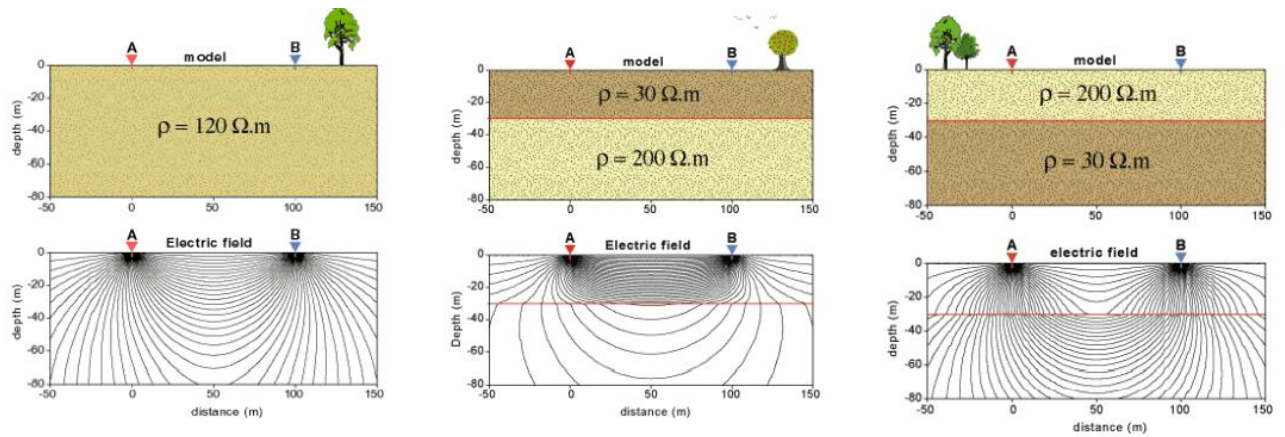 A B
model
0
-20
-40
-60
-80
depth (m)
ρ = 120 Ω.m
-50 0 50 100 150
A B
Electric field
0
-20
-40
-60
-80
depth (m)
-50 0 50 100 150
distance (m)
A B
model
0
-20
-40
-60
-80
depth (m)
ρ = 30 Ω.m
ρ = 200 Ω.m
-50 0 50 100 150
A B
Electric field
0
-20
-40
-60
-80
Depth (m)
-50 0 50 100 150
distance (m)
A B
model
0
-20
-40
-60
-80
depth (m)
ρ = 200 Ω.m
ρ = 30 Ω.m
-50 0 50 100 150
A B
electric field
0
-20
-40
-60
-80
depth (m)
-50 0 50 100 150
distance (m)